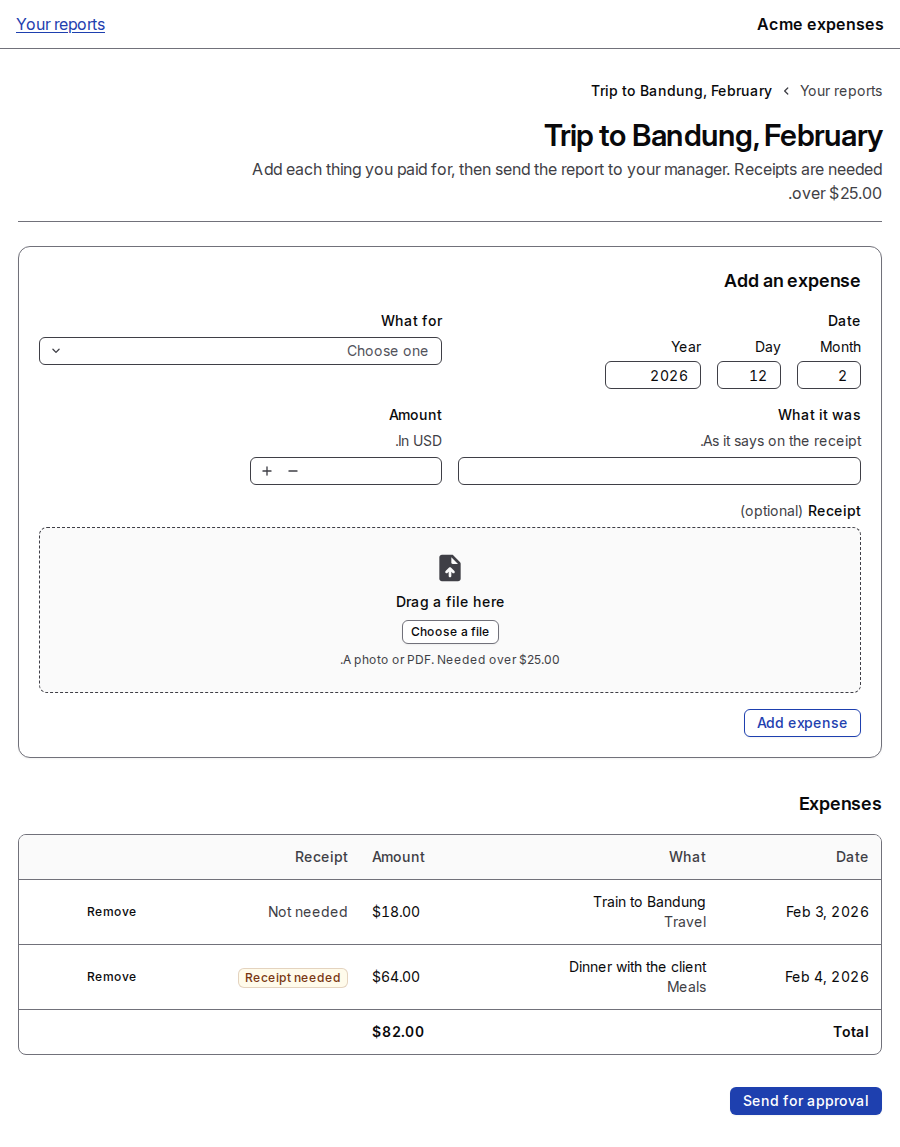 Acme expenses
Your reports
Your reports
Trip to Bandung, February
Trip to Bandung, February
Add each thing you paid for, then send the report to your manager. Receipts are needed
over $25.00.
Add an expense
Date
Month
Day
Year
2
12
2026
What for
Choose one
What it was
As it says on the receipt.
Amount
In USD.
Receipt (optional)
Drag a file here
Choose a file
A photo or PDF. Needed over $25.00.
Add expense
Expenses
Date What Amount Receipt
Feb 3, 2026 Train to Bandung $18.00 Not needed Remove
Travel
Feb 4, 2026 Dinner with the client $64.00 Receipt needed Remove
Meals
Total $82.00
Send for approval